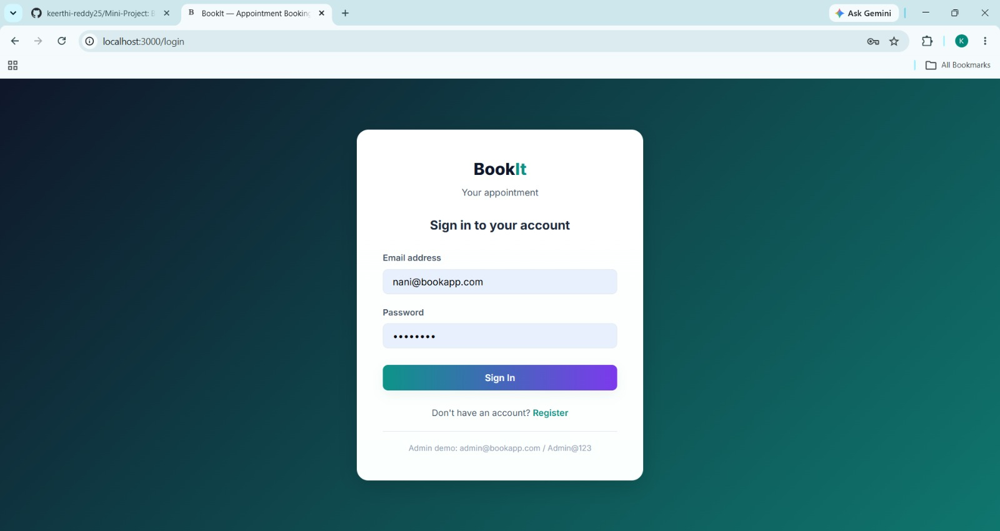 keerthi-reddy25/Mini-Project: B
B
BookIt — Appointment Booking
Ask Gemini
localhost:3000/login
K
All Bookmarks
BookIt
Your appointment
Sign in to your account
Email address
nani@bookapp.com
Password
••••••••
Sign In
Don't have an account? Register
Admin demo: admin@bookapp.com / Admin@123